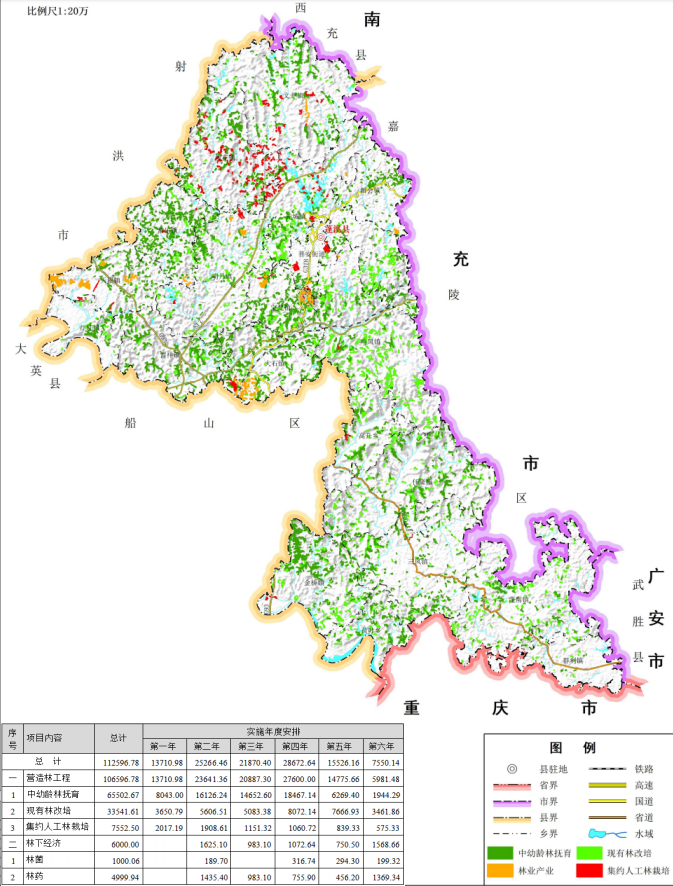 比例尺1:20万
西
充
县
南
射
洪
市
嘉
陵
区
充
市
蓬溪县
大石镇
大
英
县
船
山
区
广
安
市
武
胜
县
重
庆
市
序号 项目内容 总计 实施年度安排
第一年 第二年 第三年 第四年 第五年 第六年
总 计 112596.78 13710.98 25266.46 21870.40 28672.64 15526.16 7550.14
一 营造林工程 106596.78 13710.98 23641.36 20887.30 27600.00 14775.66 5981.48
1 中幼龄林抚育 65502.67 8043.00 16126.24 14652.60 18467.14 6269.40 1944.29
2 现有林改培 33541.61 3650.79 5606.51 5083.38 8072.14 7666.93 3461.86
3 集约人工林栽培 7552.50 2017.19 1908.61 1151.32 1060.72 839.33 575.33
二 林下经济 6000.00 1625.10 983.10 1072.64 750.50 1568.66
1 林菌 1000.06 189.70 316.74 294.30 199.32
2 林药 4999.94 1435.40 983.10 755.90 456.20 1369.34
图 例
县驻地 铁路
省界 高速
市界 国道
县界 省道
乡界 水域
中幼龄林抚育 现有林改培
林业产业 集约人工林栽培